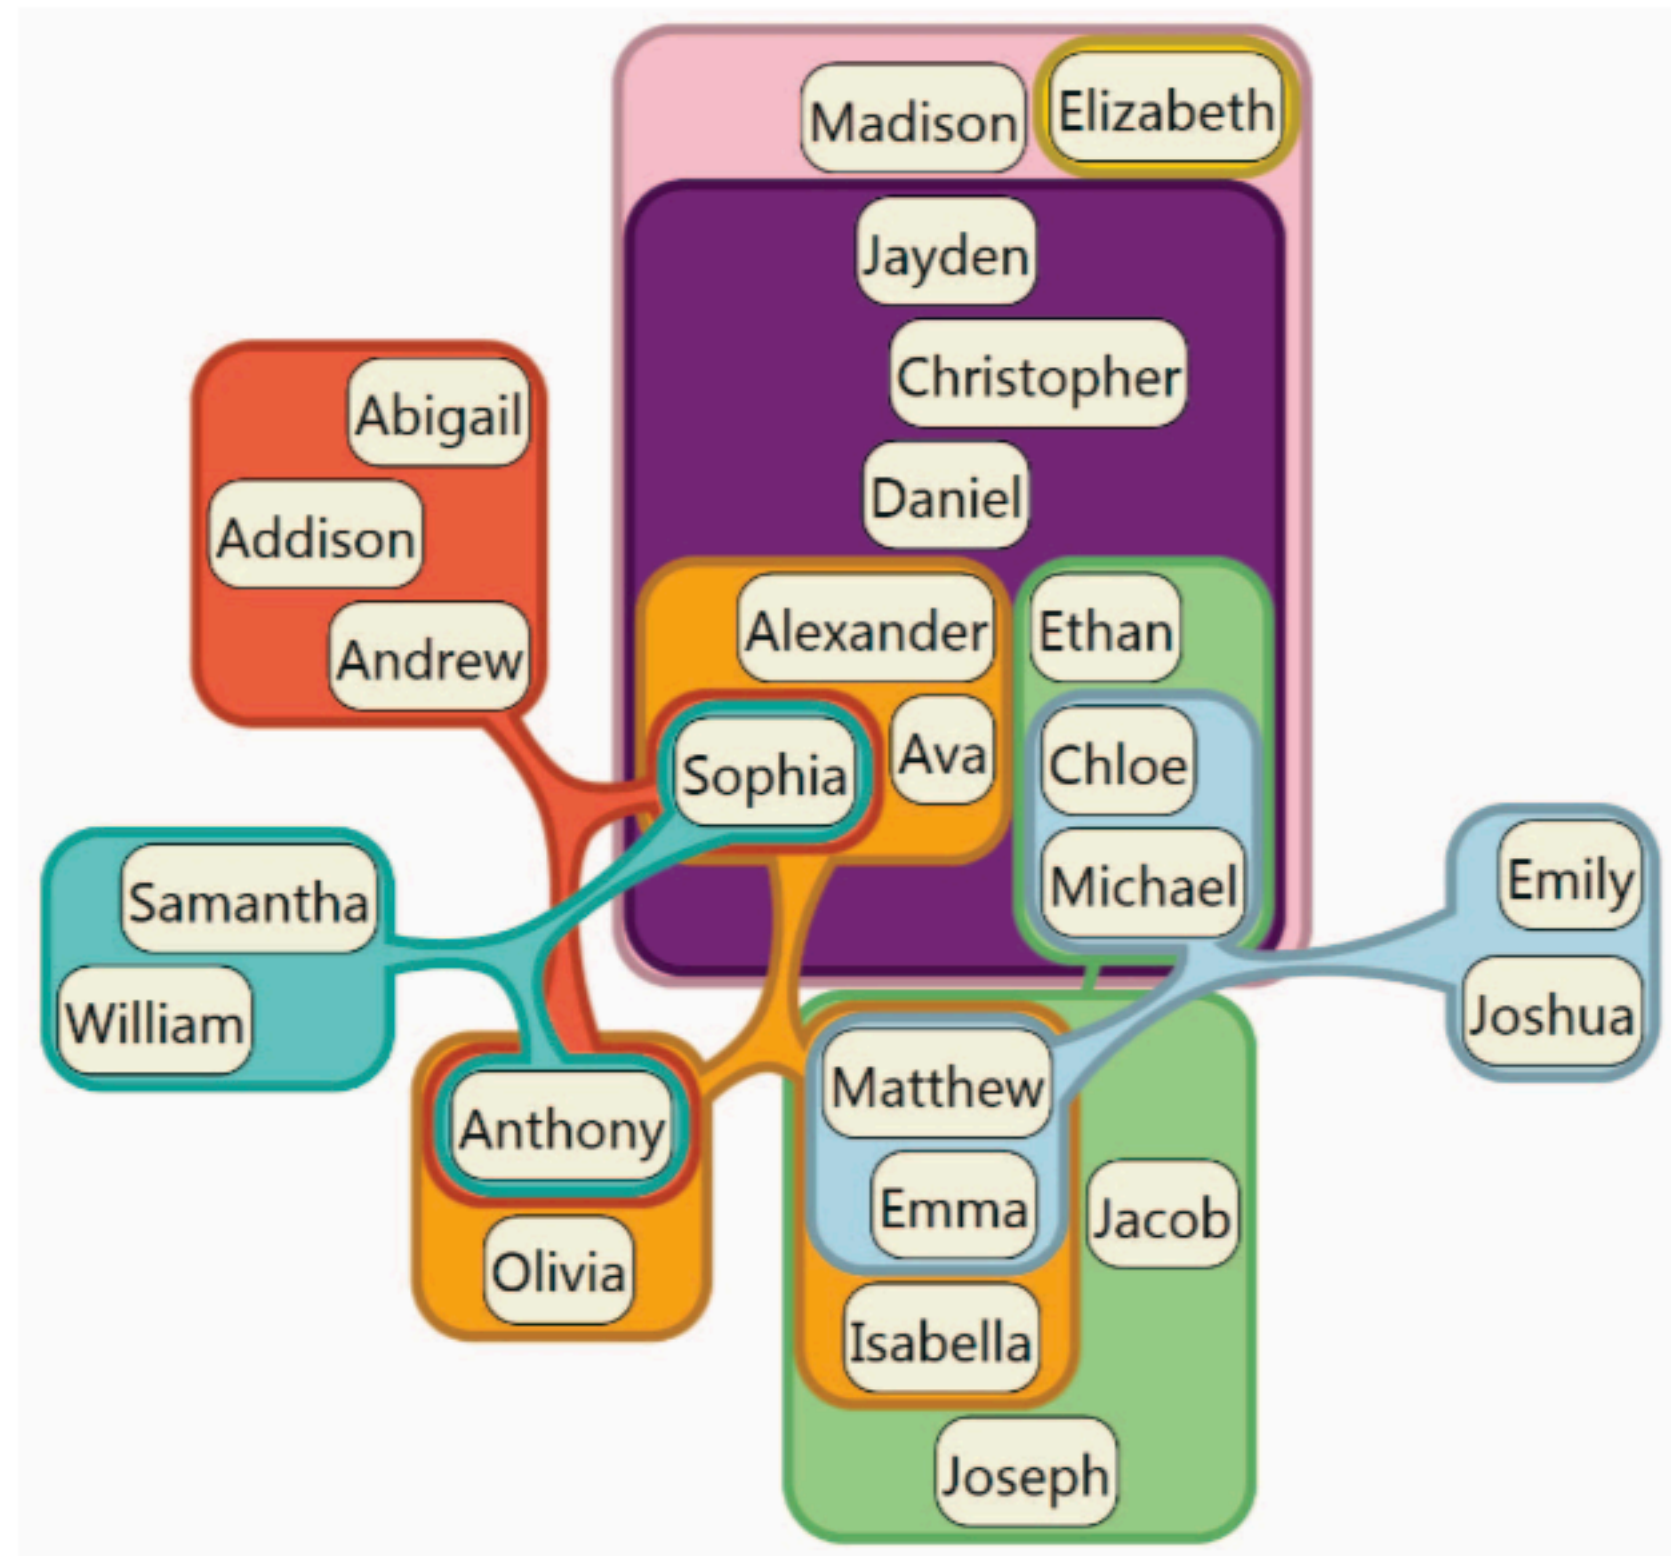 Madison
Elizabeth
Jayden
Christopher
Daniel
Abigail
Addison
Andrew
Alexander
Ethan
Sophia
Ava
Chloe
Michael
Samantha
William
Emily
Joshua
Anthony
Olivia
Matthew
Emma
Jacob
Isabella
Joseph